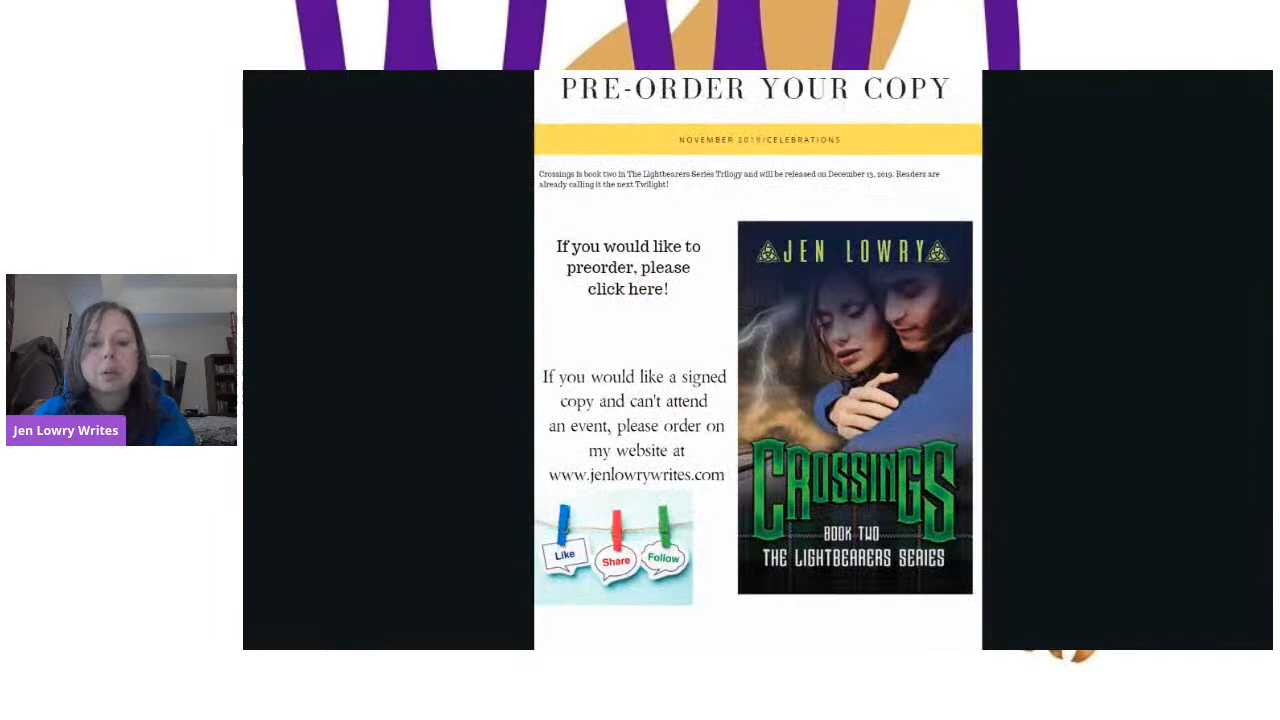 PRE-ORDER YOUR COPY
NOVEMBER 2019/CELEBRATIONS
Crossings is book two in The Lightbearers Series Trilogy and will be released on December 13, 2019. Readers are
already calling it the next Twilight!
If you would like to
preorder, please
click here!
JEN LOWRY
If you would like a signed
copy and can't attend
an event, please order on
my website at
www.jenlowrywrites.com
CROSSINGS
BOOK TWO
THE LIGHTBEARERS SERIES
Like
Share
Follow
Jen Lowry Writes